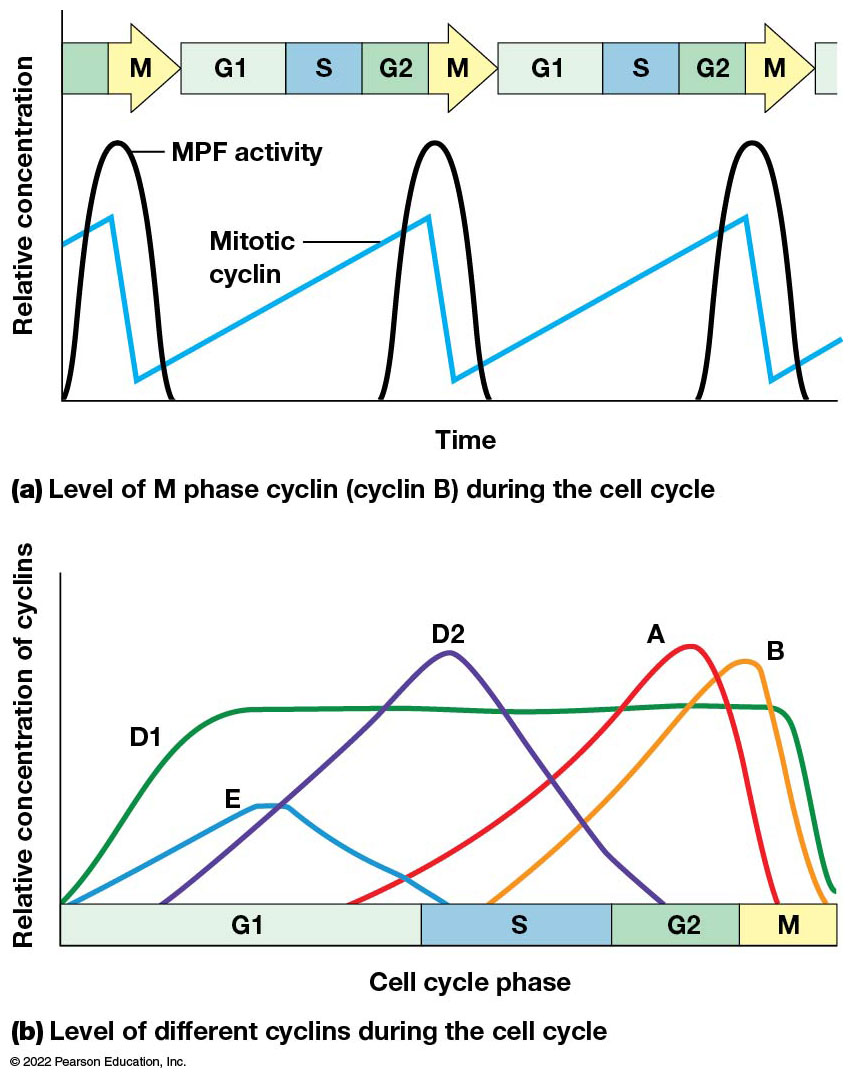 Relative concentration
M
G1
S
G2
M
G1
S
G2
M
MPF activity
Mitotic
cyclin
Time
(a) Level of M phase cyclin (cyclin B) during the cell cycle
Relative concentration of cyclins
D1
E
D2
A
B
G1
S
G2
M
Cell cycle phase
(b) Level of different cyclins during the cell cycle
© 2022 Pearson Education, Inc.